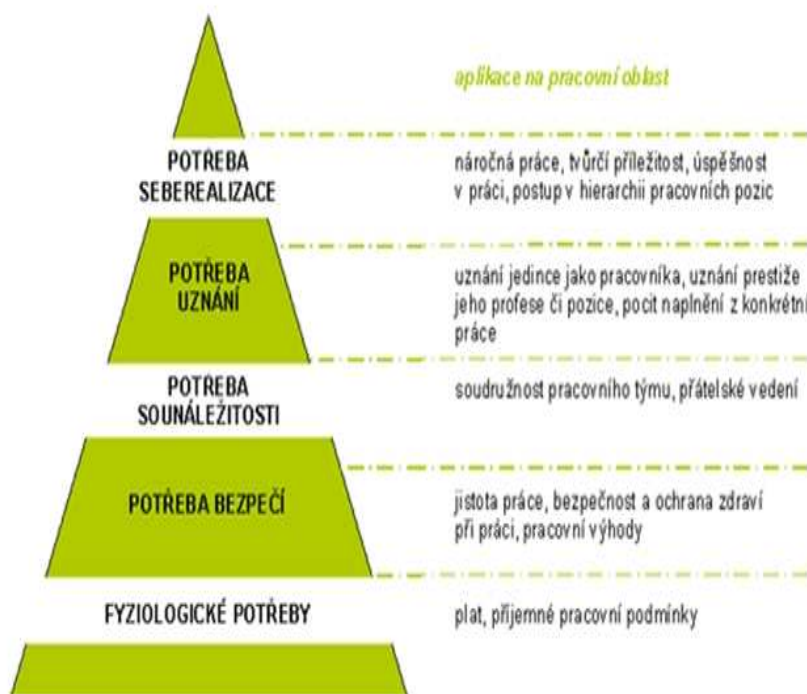 aplikace na pracovní oblast
POTŘEBA
SEBEREALIZACE
náročná práce, tvůrčí příležitost, úspěšnost
v práci, postup v hierarchii pracovních pozic
POTŘEBA
UZNÁNÍ
uznání jedince jako pracovníka, uznání prestiže
jeho profese či pozice, pocit naplnění z konkrétní
práce
POTŘEBA
SOUNÁLEŽITOSTI
soudružnost pracovního týmu, přátelské vedení
POTŘEBA BEZPEČÍ
jistota práce, bezpečnost a ochrana zdraví
při práci, pracovní výhody
FYZIOLOGICKÉ POTŘEBY
plat, příjemné pracovní podmínky